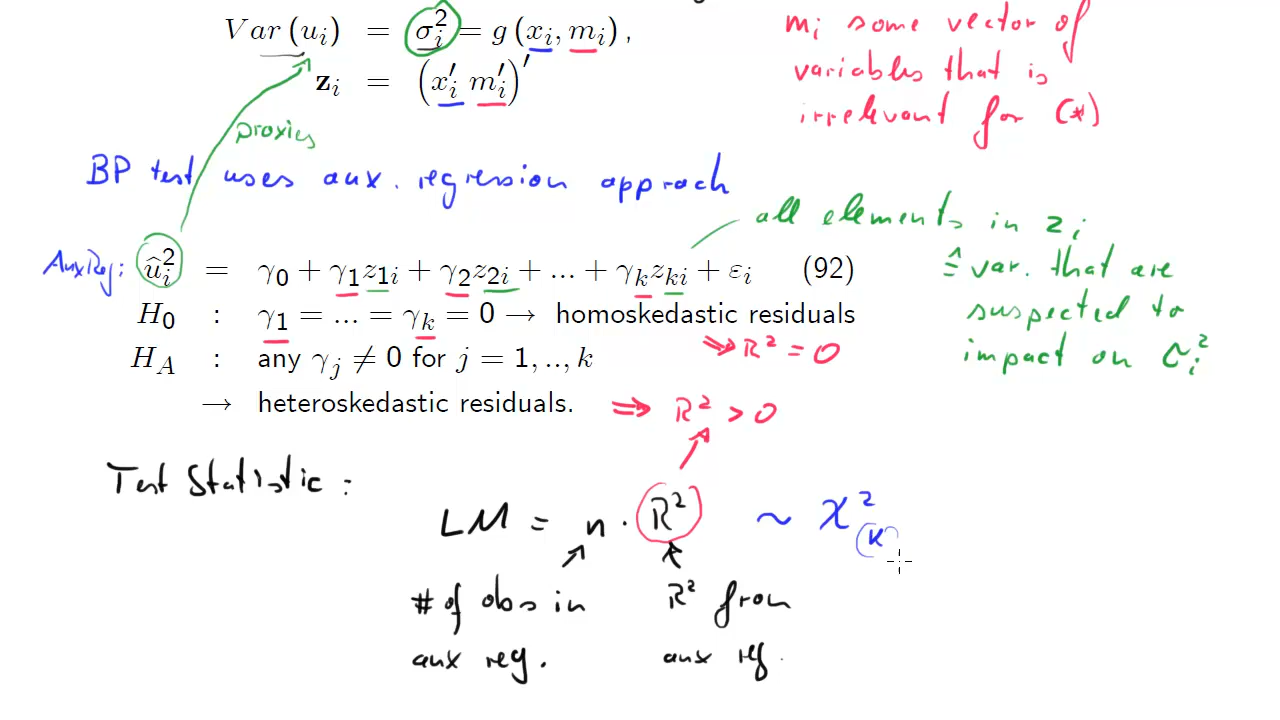 Var (u_i) = σ_i^2 = g (x_i, m_i) ,
z_i = (x_i' m_i')'
m_i some vector of
variables that is
irrelevant for (*)
proxies
BP test uses aux. regression approach
all elements in z_i
≙ var. that are
suspected to
impact on σ_i^2
Aux Reg: û_i^2 = γ_0 + γ_1 z_1i + γ_2 z_2i + ... + γ_k z_ki + ε_i (92)
H_0 : γ_1 = ... = γ_k = 0 → homoskedastic residuals
⇒ R^2 = 0
H_A : any γ_j ≠ 0 for j = 1, .., k
→ heteroskedastic residuals. ⇒ R^2 > 0
Test Statistic :
LM = n · R^2 ~ χ^2 (k)
# of obs in
aux reg.
R^2 from
aux reg.